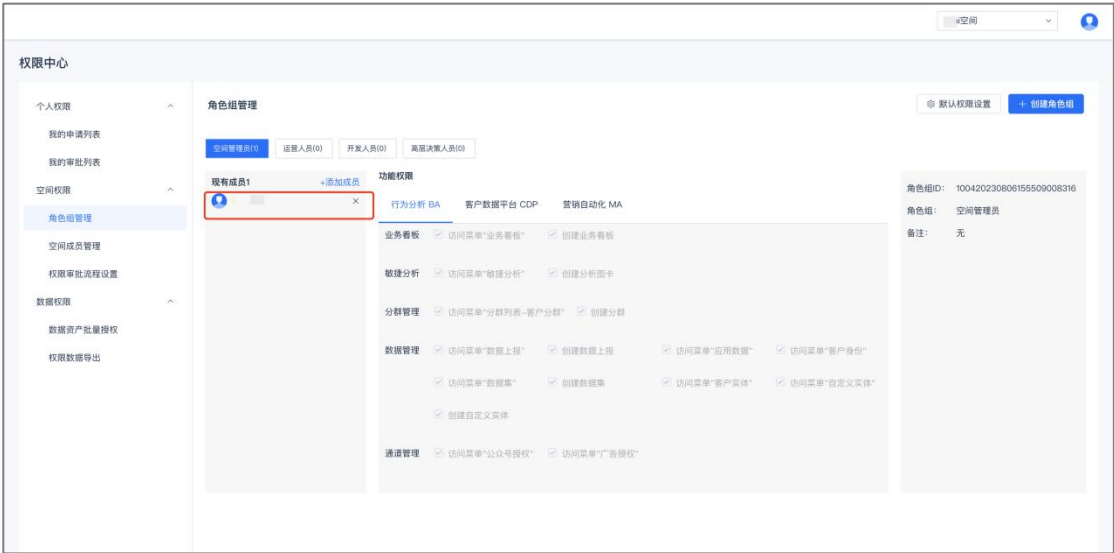 空间
权限中心
个人权限
我的申请列表
我的审批列表
空间权限
角色组管理
空间成员管理
权限审批流程设置
数据权限
数据资产批量授权
权限数据导出
角色组管理
默认权限设置
+ 创建角色组
空间管理员(1) 运营人员(0) 开发人员(0) 高层决策人员(0)
现有成员1 +添加成员
功能权限
行为分析 BA 客户数据平台 CDP 营销自动化 MA
业务看板 访问菜单"业务看板" 创建业务看板
敏捷分析 访问菜单"敏捷分析" 创建分析图卡
分群管理 访问菜单"分群列表-客户分群" 创建分群
数据管理 访问菜单"数据上报" 创建数据上报 访问菜单"应用数据" 访问菜单"客户身份"
访问菜单"数据集" 创建数据集 访问菜单"客户实体" 访问菜单"自定义实体"
创建自定义实体
通道管理 访问菜单"公众号授权" 访问菜单"广告授权"
角色组ID: 100420230806155509008316
角色组: 空间管理员
备注: 无